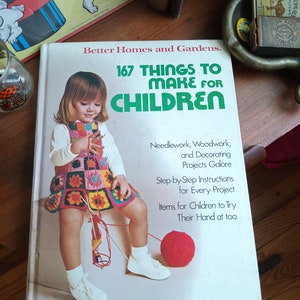 Better Homes and Gardens®
167 THINGS TO
MAKE FOR
CHILDREN
Needlework, Woodwork,
and Decorating
Projects Galore
Step-by-Step Instructions
for Every Project
Items for Children to Try
Their Hand at too